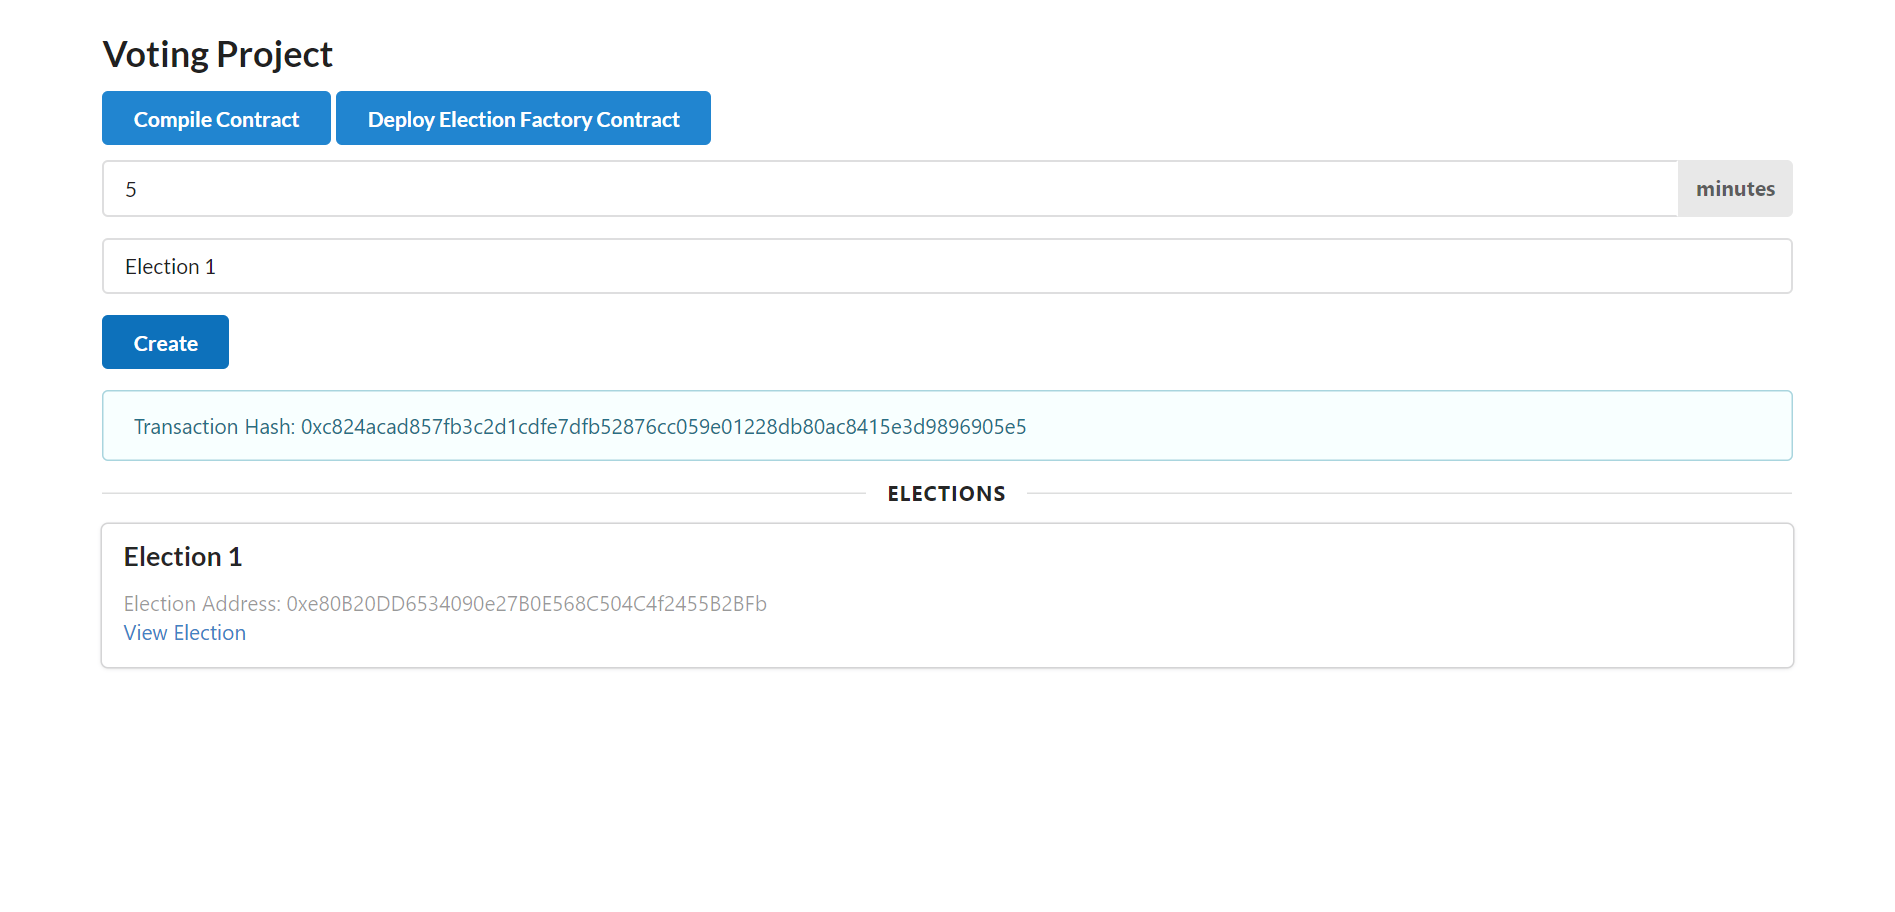 Voting Project
Compile Contract Deploy Election Factory Contract
5 minutes
Election 1
Create
Transaction Hash: 0xc824acad857fb3c2d1cdfe7dfb52876cc059e01228db80ac8415e3d9896905e5
ELECTIONS
Election 1
Election Address: 0xe80B20DD6534090e27B0E568C504C4f2455B2BFb
View Election